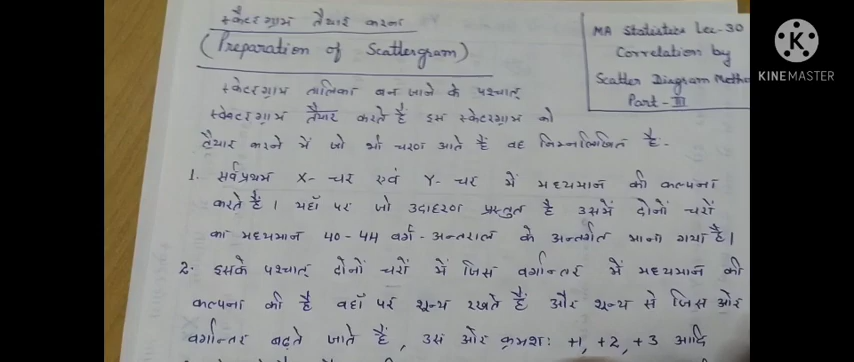 स्कैटरग्राम तैयार करना
(Preparation of Scattergram)
MA Statistics Lec-30
Correlation by
Scatter Diagram Metho
Part-III
KINEMASTER
स्केटरग्राम तालिका बन जाने के पश्चात्
स्केटरग्राम तैयार करते हैं इस स्केटरग्राम को
तैयार करने में जो भी चरण आते हैं वह निम्नलिखित है -
1. सर्वप्रथम X- चर एवं Y- चर में मध्यमान की कल्पना
करते हैं। यहाँ पर जो उदाहरण प्रस्तुत है उसमें दोनों चरों
का मध्यमान 40-44 वर्ग-अन्तराल के अन्तर्गत माना गया है।
2. इसके पश्चात् दोनों चरों में जिस वर्गान्तर में मध्यमान की
कल्पना की है वहाँ पर शून्य रखते हैं और शून्य से जिस ओर
वर्गान्तर बढ़ते जाते हैं, उस ओर क्रमशः +1, +2, +3 आदि